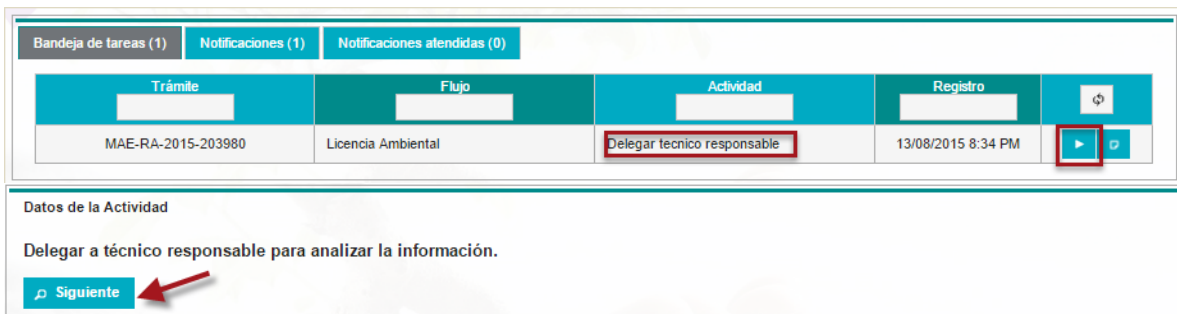 Bandeja de tareas (1) Notificaciones (1) Notificaciones atendidas (0)
Trámite Flujo Actividad Registro
MAE-RA-2015-203980 Licencia Ambiental Delegar tecnico responsable 13/08/2015 8:34 PM
Datos de la Actividad
Delegar a técnico responsable para analizar la información.
Siguiente